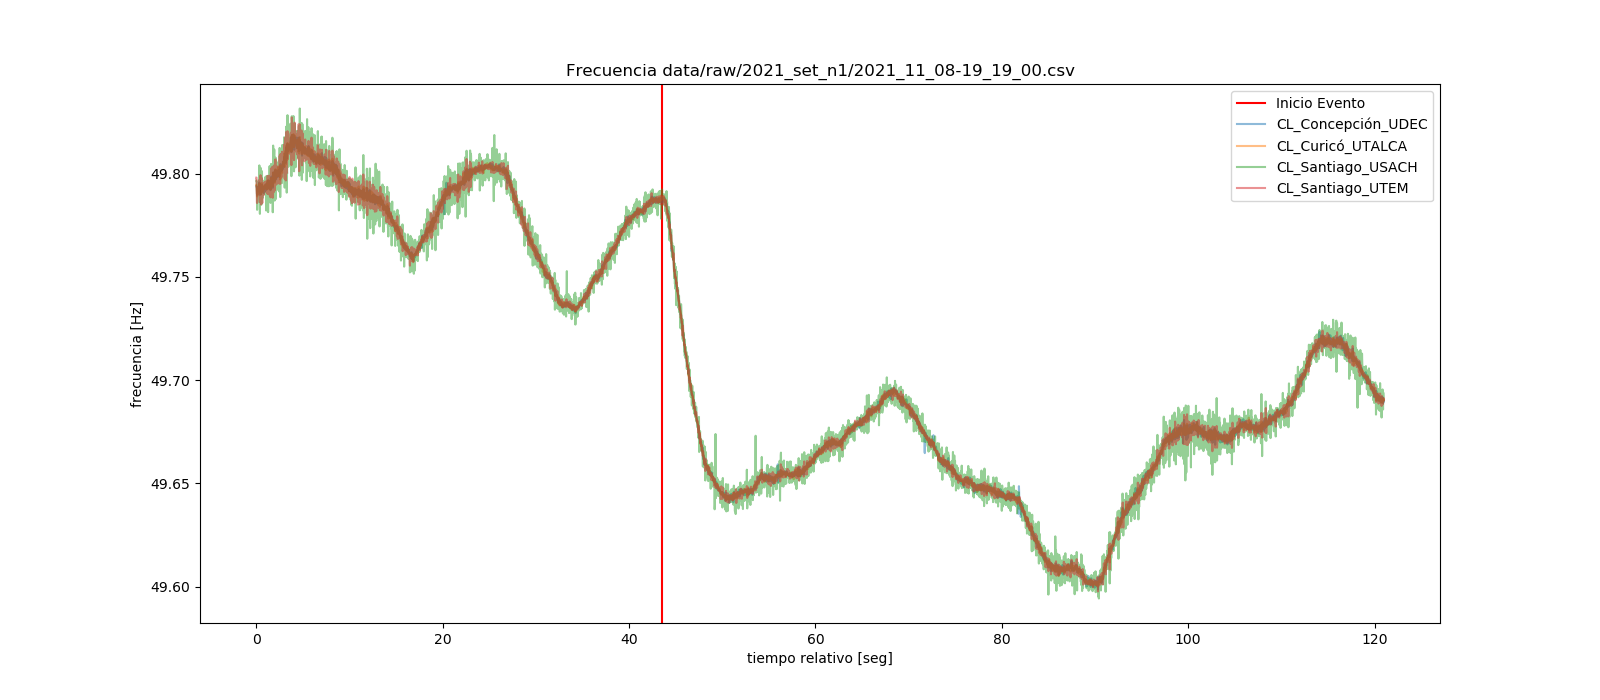 Frecuencia data/raw/2021_set_n1/2021_11_08-19_19_00.csv
Inicio Evento
CL_Concepción_UDEC
CL_Curicó_UTALCA
CL_Santiago_USACH
CL_Santiago_UTEM
49.80
49.75
49.70
49.65
49.60
frecuencia [Hz]
0 20 40 60 80 100 120
tiempo relativo [seg]